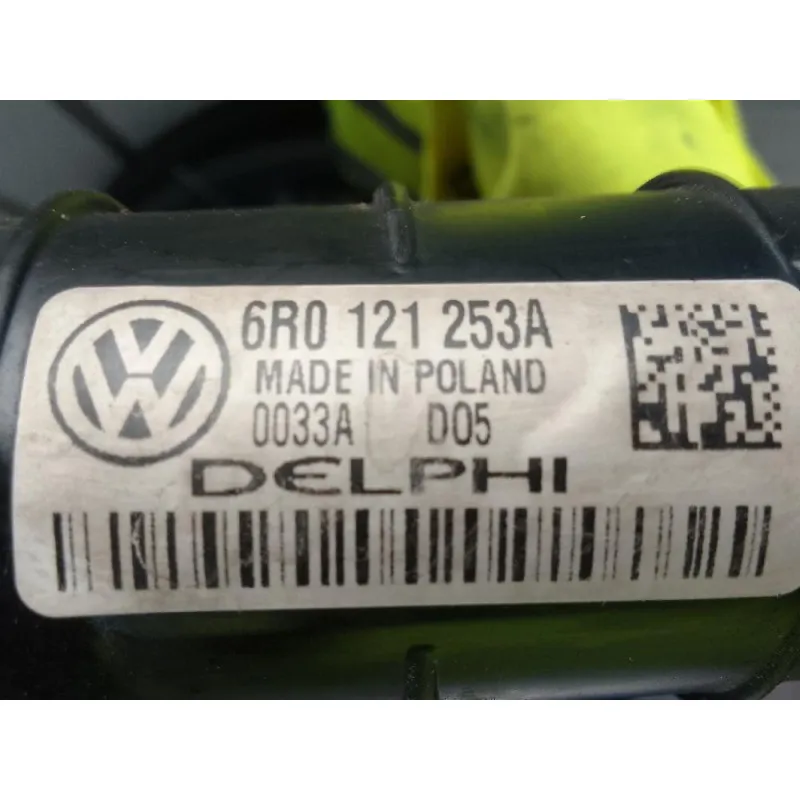 6R0 121 253A
MADE IN POLAND
0033A D05
DELPHI